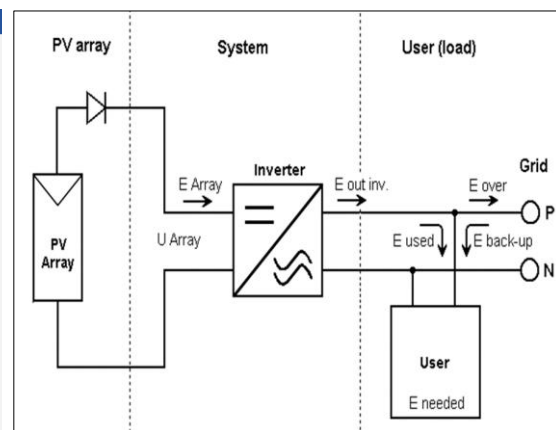 PV array
System
User (load)
Grid
E Array
Inverter
E out inv.
E over
P
PV
Array
U Array
E used
E back-up
N
User
E needed